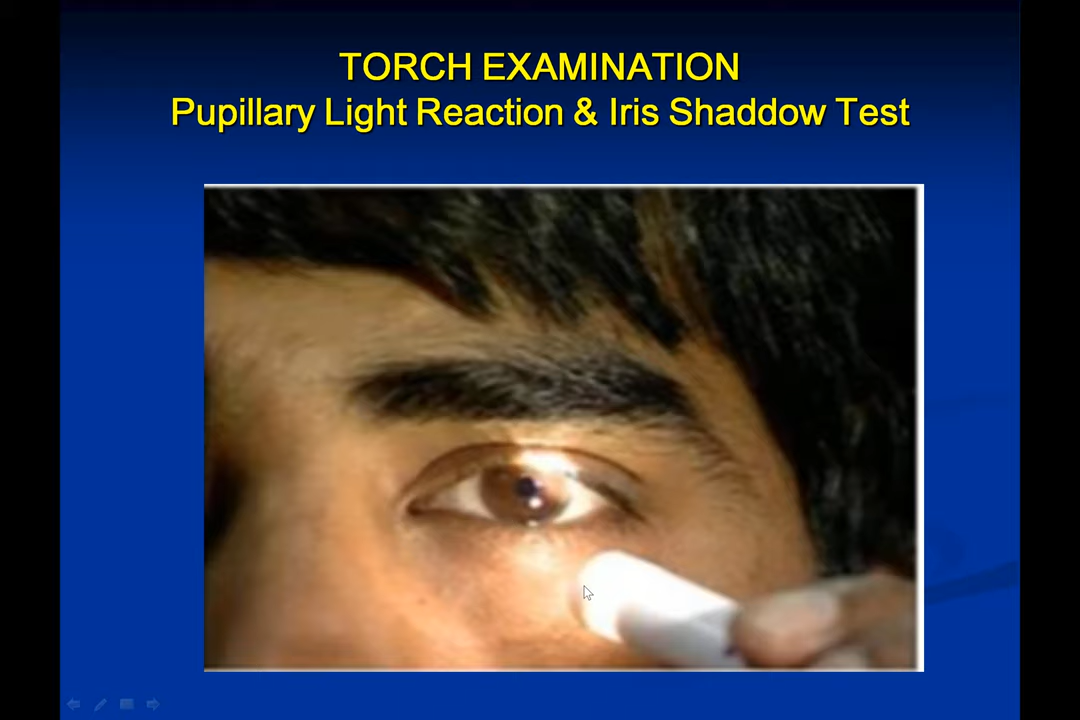 TORCH EXAMINATION
Pupillary Light Reaction & Iris Shaddow Test